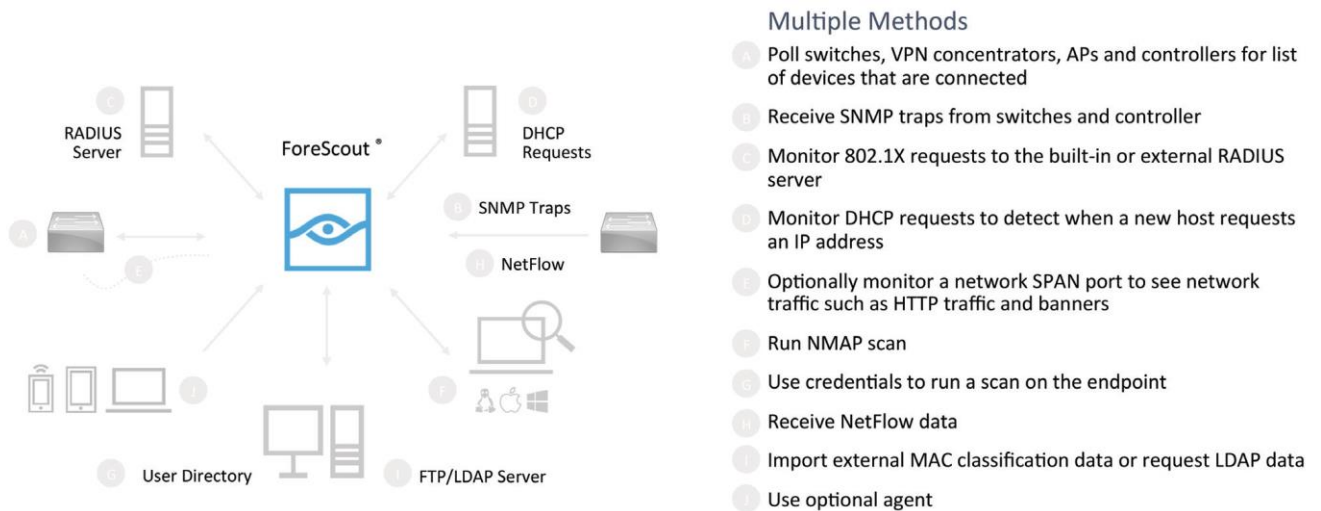 C
RADIUS
Server
ForeScout ®
D
DHCP
Requests
A
E
B SNMP Traps
H NetFlow
J
F
G User Directory
I FTP/LDAP Server
Multiple Methods
A Poll switches, VPN concentrators, APs and controllers for list
of devices that are connected
B Receive SNMP traps from switches and controller
C Monitor 802.1X requests to the built-in or external RADIUS
server
D Monitor DHCP requests to detect when a new host requests
an IP address
E Optionally monitor a network SPAN port to see network
traffic such as HTTP traffic and banners
F Run NMAP scan
G Use credentials to run a scan on the endpoint
H Receive NetFlow data
I Import external MAC classification data or request LDAP data
J Use optional agent